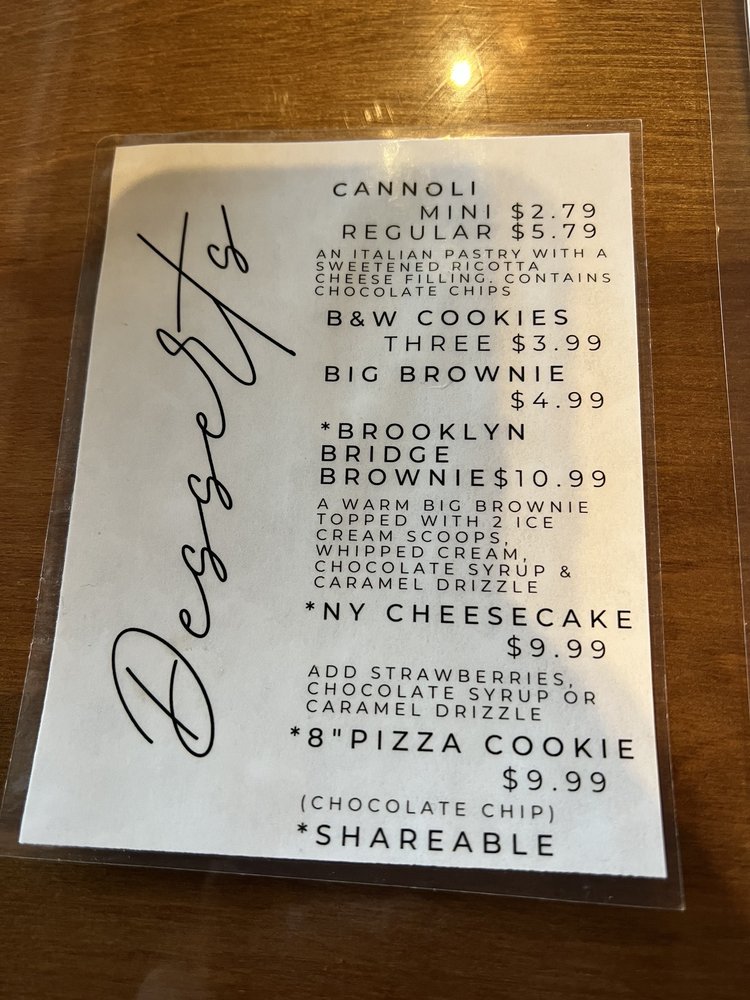 Desserts
CANNOLI
MINI $2.79
REGULAR $5.79
AN ITALIAN PASTRY WITH A
SWEETENED RICOTTA
CHEESE FILLING. CONTAINS
CHOCOLATE CHIPS
B&W COOKIES
THREE $3.99
BIG BROWNIE
$4.99
*BROOKLYN
BRIDGE
BROWNIE$10.99
A WARM BIG BROWNIE
TOPPED WITH 2 ICE
CREAM SCOOPS,
WHIPPED CREAM,
CHOCOLATE SYRUP &
CARAMEL DRIZZLE
*NY CHEESECAKE
$9.99
ADD STRAWBERRIES,
CHOCOLATE SYRUP OR
CARAMEL DRIZZLE
*8"PIZZA COOKIE
$9.99
(CHOCOLATE CHIP)
*SHAREABLE